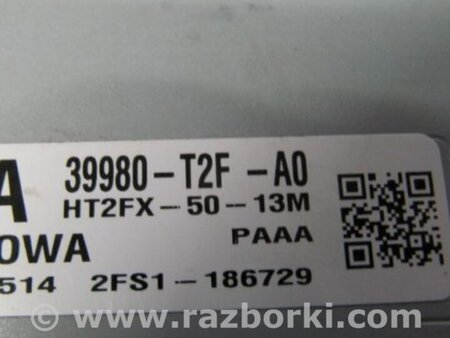 A 39980-T2F-A0
HT2FX-50-13M
OWA PAAA
514 2FS1-186729
© www.razborki.com